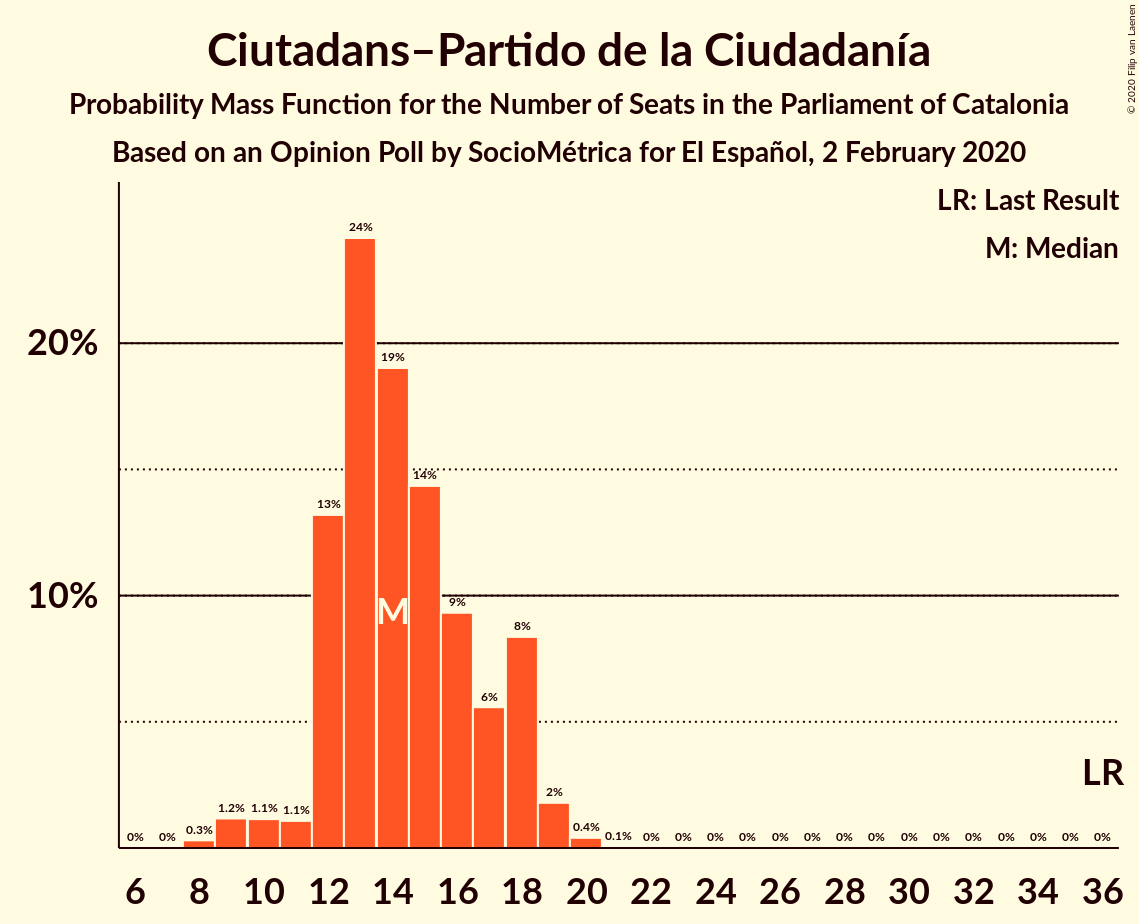 Ciutadans–Partido de la Ciudadanía
Probability Mass Function for the Number of Seats in the Parliament of Catalonia
Based on an Opinion Poll by SocioMétrica for El Español, 2 February 2020
© 2020 Filip van Laenen
LR: Last Result
M: Median
20%
10%
0% 0% 0.3% 1.2% 1.1% 1.1% 13% 24% 19% 14% 9% 6% 8% 2% 0.4% 0.1% 0% 0% 0% 0% 0% 0% 0% 0% 0% 0% 0% 0% 0% 0% 0%
M
LR
6 8 10 12 14 16 18 20 22 24 26 28 30 32 34 36